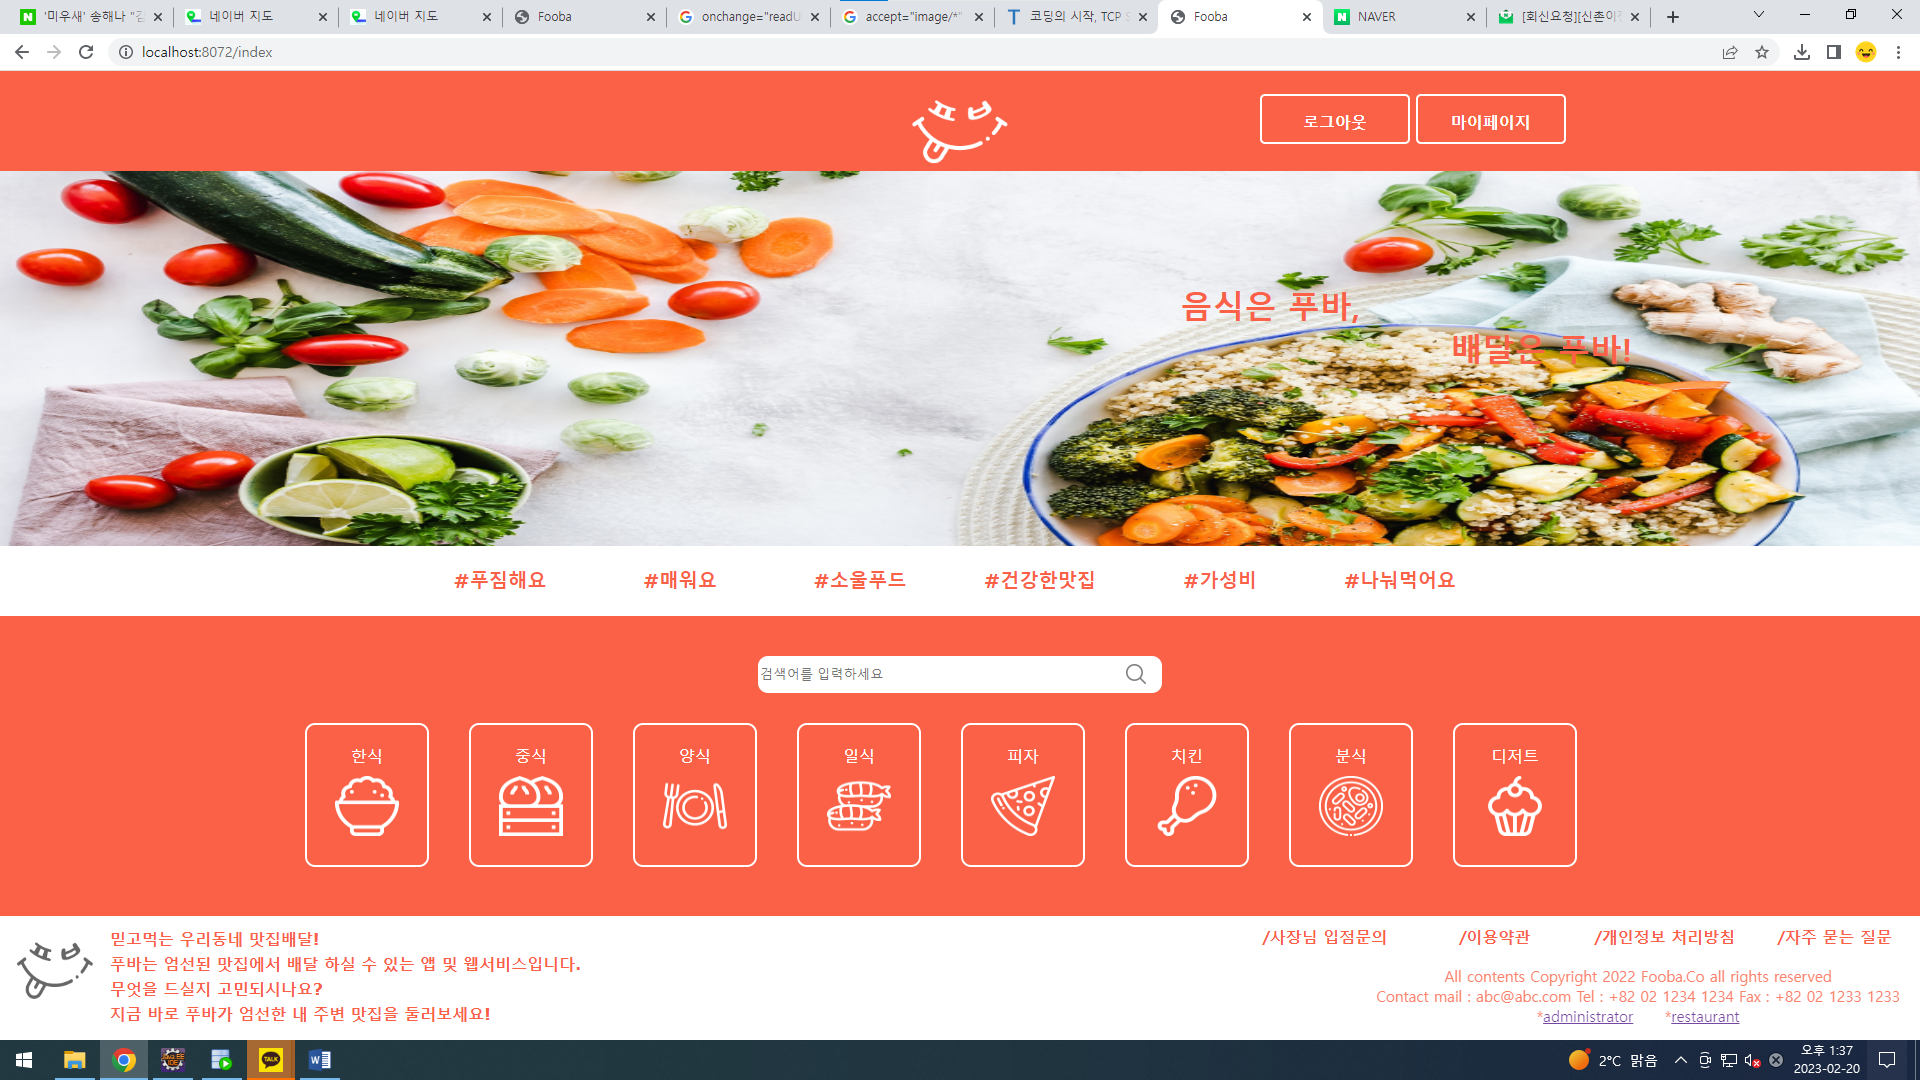 '미우새' 송해나 "김
네이버 지도
네이버 지도
Fooba
onchange="readU
accept="image/*"
코딩의 시작, TCP S
Fooba
NAVER
[회신요청][신촌이
localhost:8072/index
로그아웃
마이페이지
음식은 푸바,
배달은 푸바!
#푸짐해요
#매워요
#소울푸드
#건강한맛집
#가성비
#나눠먹어요
검색어를 입력하세요
한식
중식
양식
일식
피자
치킨
분식
디저트
믿고먹는 우리동네 맛집배달!
푸바는 엄선된 맛집에서 배달 하실 수 있는 앱 및 웹서비스입니다.
무엇을 드실지 고민되시나요?
지금 바로 푸바가 엄선한 내 주변 맛집을 둘러보세요!
/사장님 입점문의
/이용약관
/개인정보 처리방침
/자주 묻는 질문
All contents Copyright 2022 Fooba.Co all rights reserved
Contact mail : abc@abc.com Tel : +82 02 1234 1234 Fax : +82 02 1233 1233
*administrator *restaurant
TALK
2°C 맑음
오후 1:37
2023-02-20